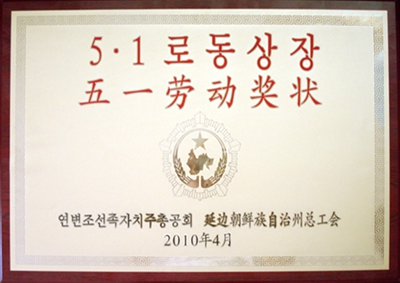 5·1로동상장
五一劳动奖状
연변조선족자치주총공회 延边朝鲜族自治州总工会
2010年4月